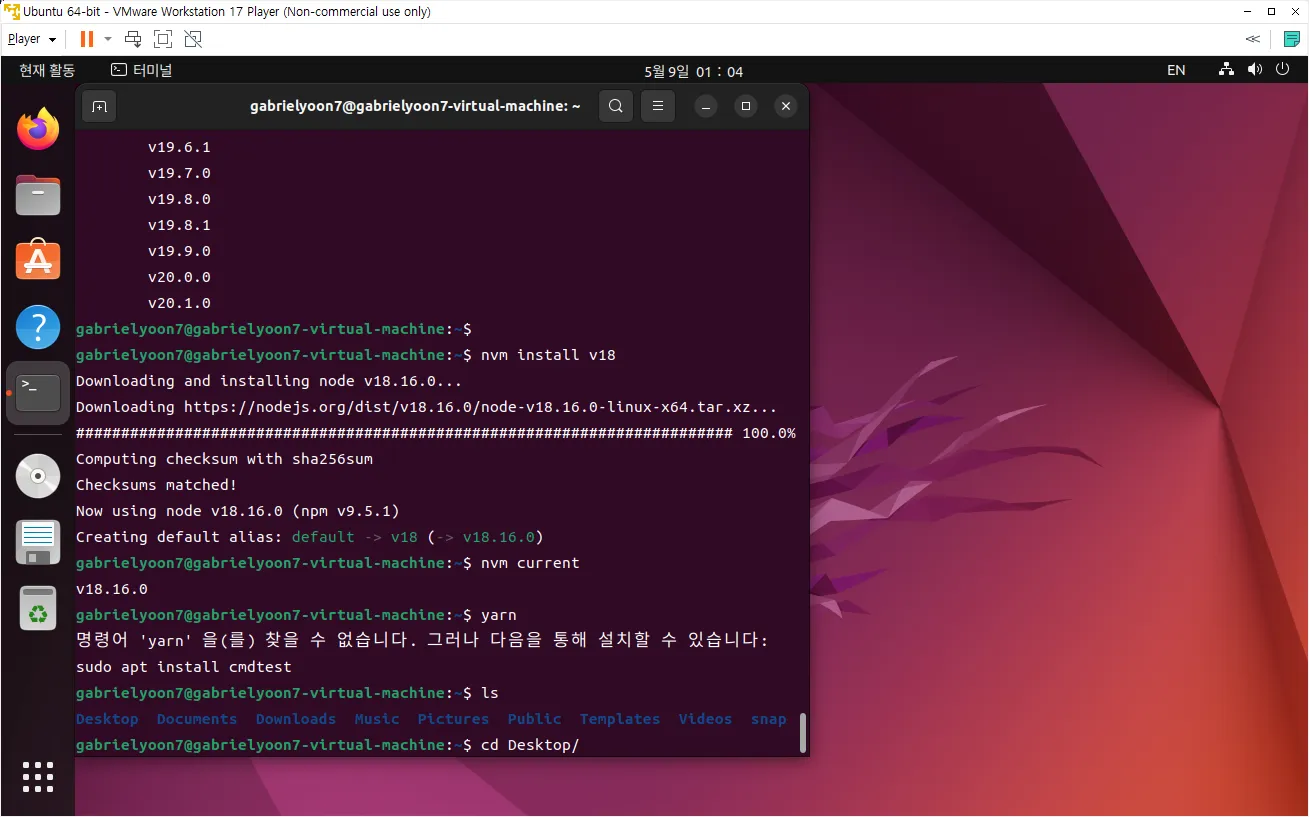 Ubuntu 64-bit - VMware Workstation 17 Player (Non-commercial use only)
Player
현재 활동 터미널 5월 9일 01 : 04 EN
gabrielyoon7@gabrielyoon7-virtual-machine: ~
v19.6.1
v19.7.0
v19.8.0
v19.8.1
v19.9.0
v20.0.0
v20.1.0
gabrielyoon7@gabrielyoon7-virtual-machine:~$
gabrielyoon7@gabrielyoon7-virtual-machine:~$ nvm install v18
Downloading and installing node v18.16.0...
Downloading https://nodejs.org/dist/v18.16.0/node-v18.16.0-linux-x64.tar.xz...
######################################################################### 100.0%
Computing checksum with sha256sum
Checksums matched!
Now using node v18.16.0 (npm v9.5.1)
Creating default alias: default -> v18 (-> v18.16.0)
gabrielyoon7@gabrielyoon7-virtual-machine:~$ nvm current
v18.16.0
gabrielyoon7@gabrielyoon7-virtual-machine:~$ yarn
명령어 'yarn' 을(를) 찾을 수 없습니다. 그러나 다음을 통해 설치할 수 있습니다:
sudo apt install cmdtest
gabrielyoon7@gabrielyoon7-virtual-machine:~$ ls
Desktop Documents Downloads Music Pictures Public Templates Videos snap
gabrielyoon7@gabrielyoon7-virtual-machine:~$ cd Desktop/